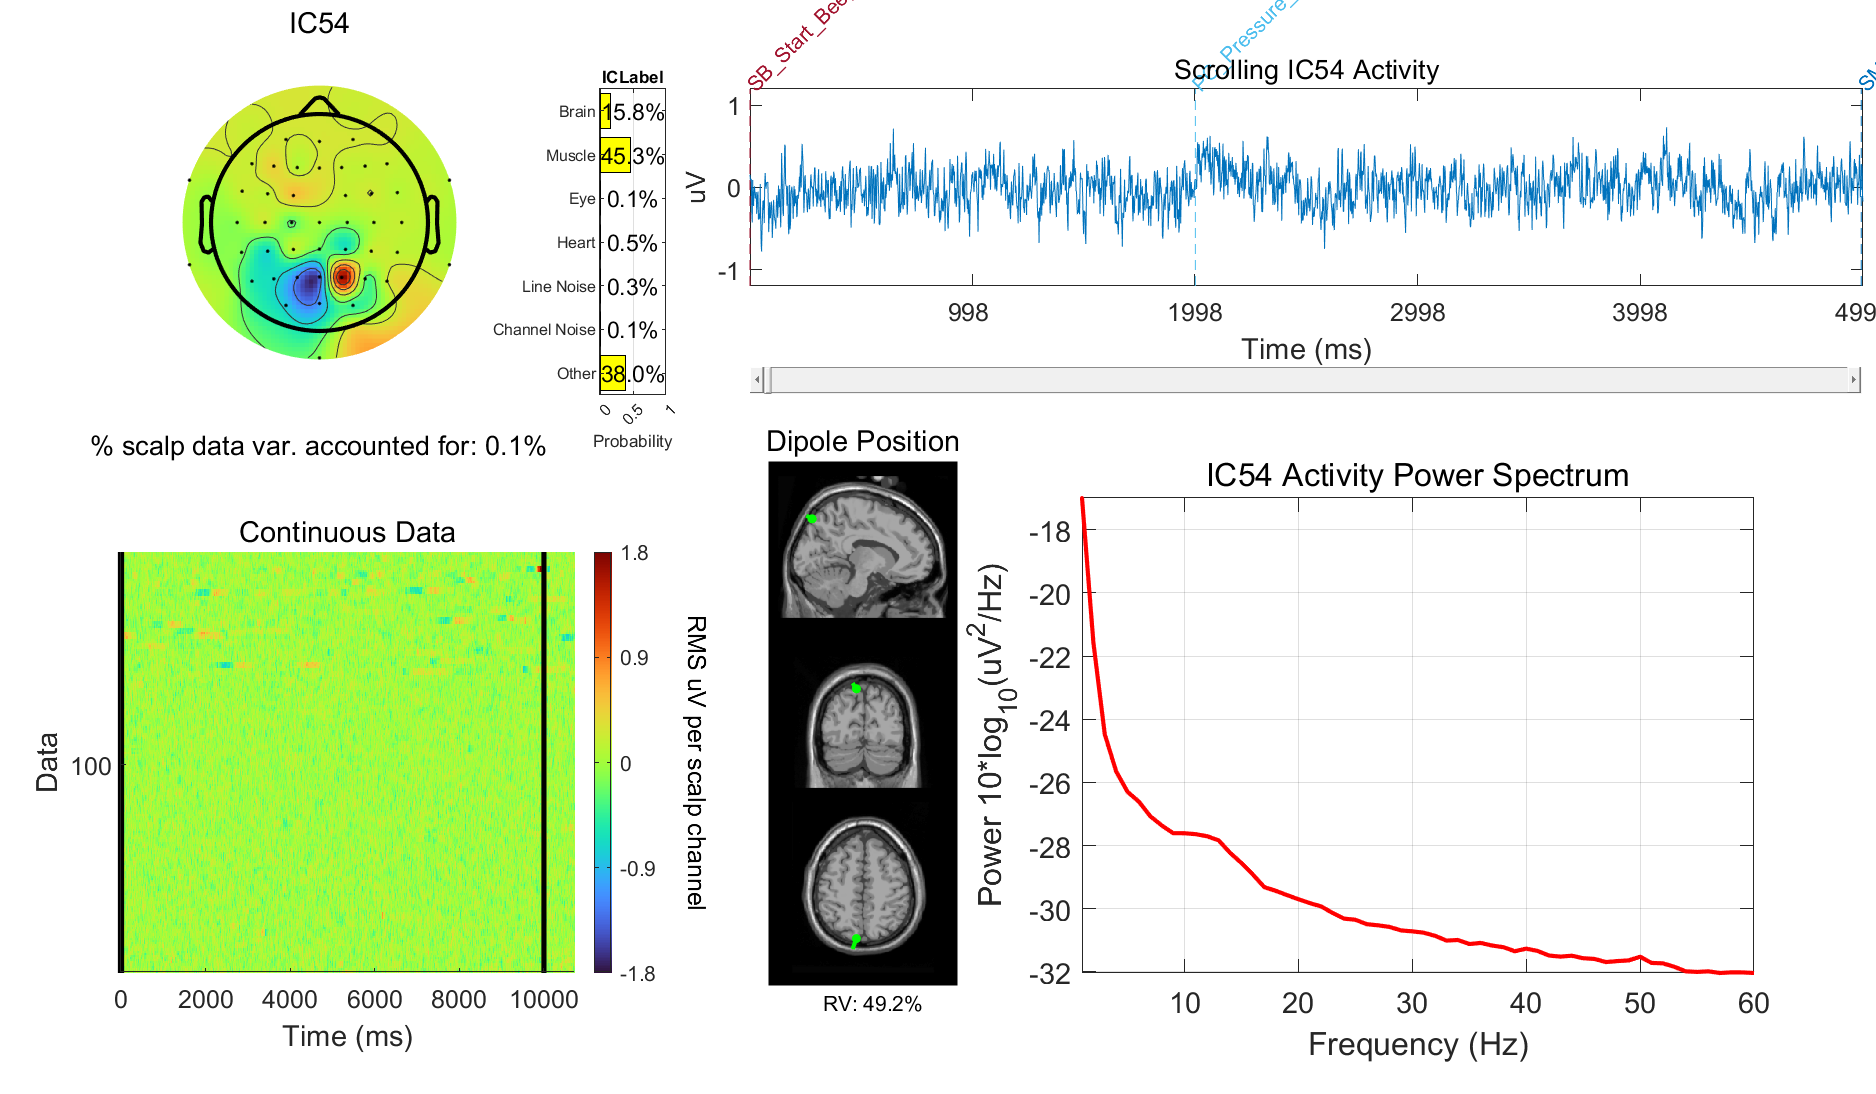 IC54
ICLabel
Brain
15.8%
Muscle
45.3%
Eye
0.1%
Heart
0.5%
Line Noise
0.3%
Channel Noise
0.1%
Other
38.0%
0
0.5
1
Probability
% scalp data var. accounted for: 0.1%
SB_Start_Beep
Pressure_
Scrolling IC54 Activity
1
0
-1
uV
998
1998
2998
3998
499
Time (ms)
Continuous Data
Data
100
0
2000
4000
6000
8000
10000
Time (ms)
1.8
0.9
0
-0.9
-1.8
RMS uV per scalp channel
Dipole Position
RV: 49.2%
IC54 Activity Power Spectrum
Power 10*log10(uV2/Hz)
-18
-20
-22
-24
-26
-28
-30
-32
10
20
30
40
50
60
Frequency (Hz)